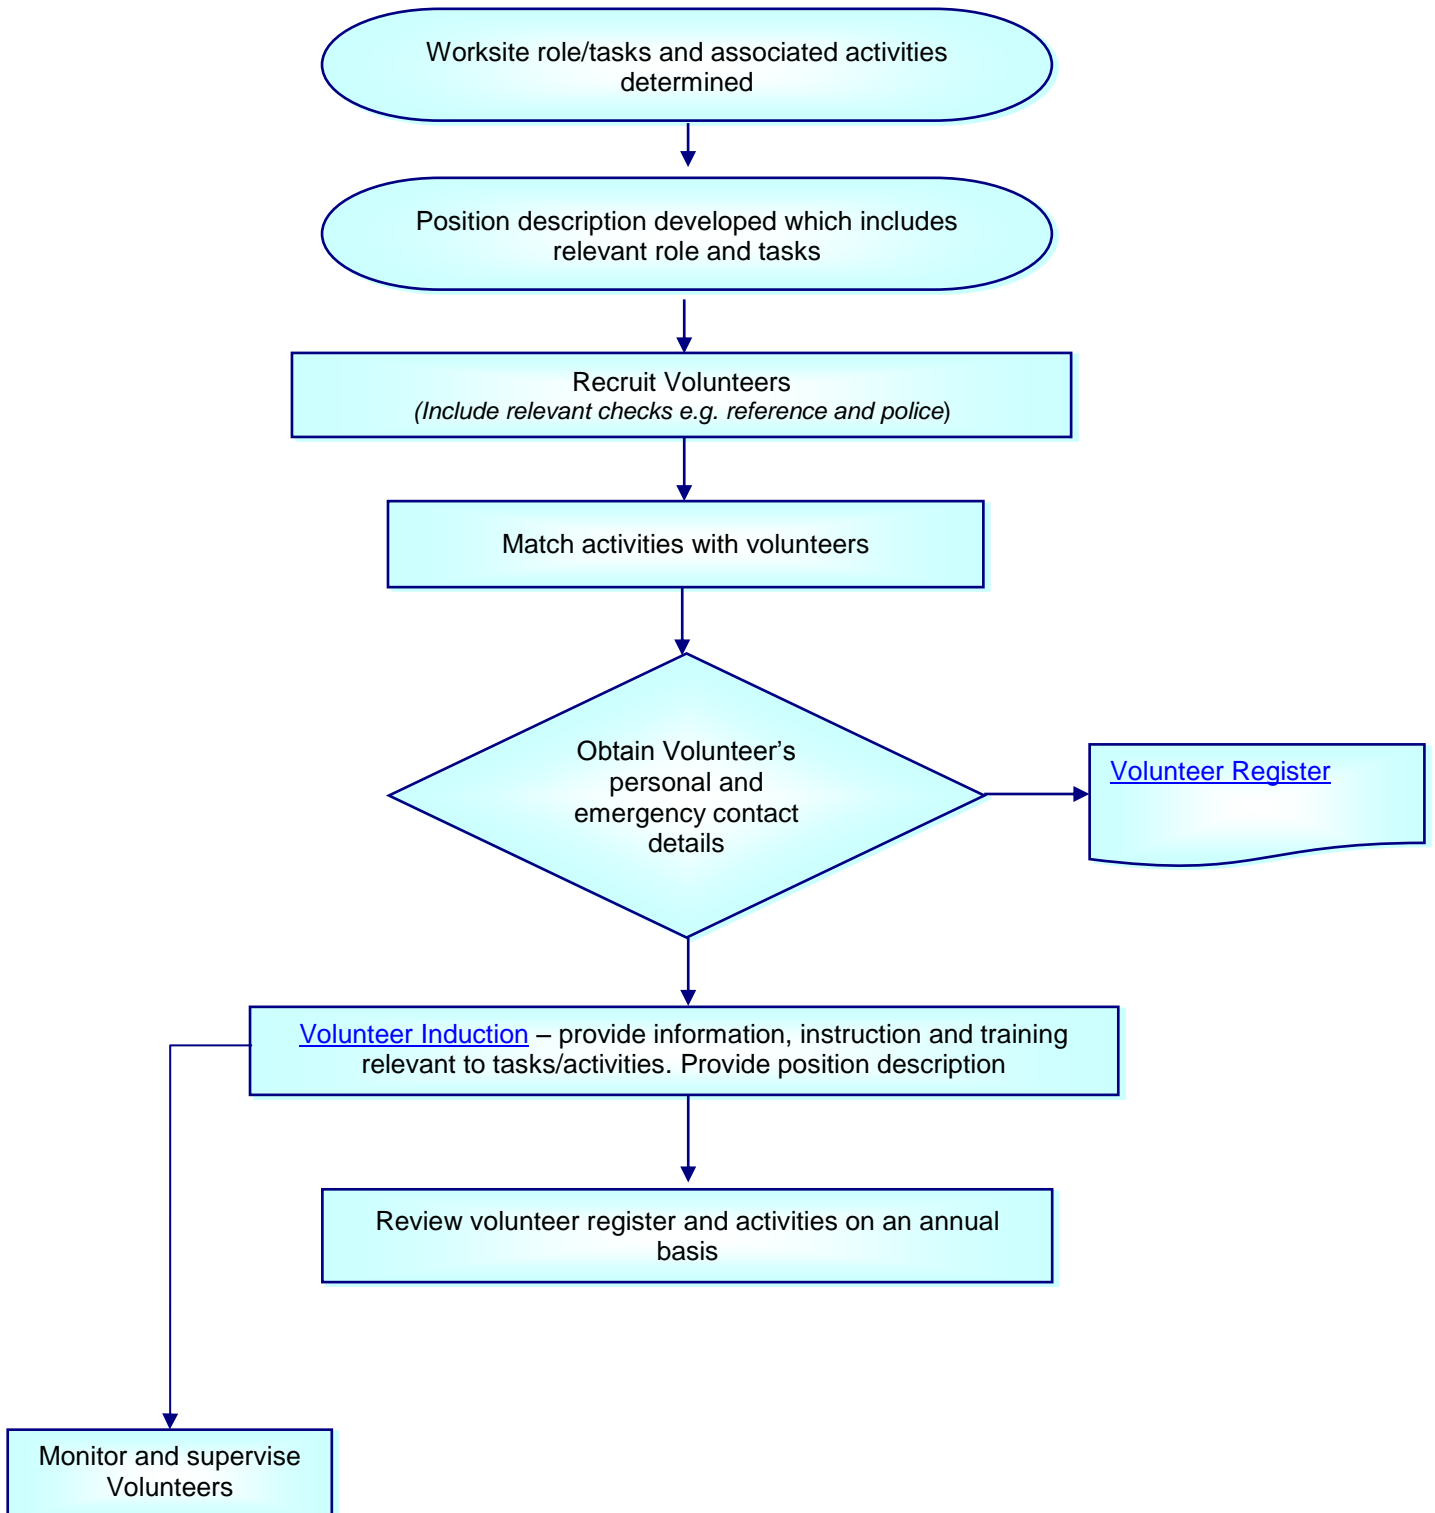 Worksite role/tasks and associated activities
determined
Position description developed which includes
relevant role and tasks
Recruit Volunteers
(Include relevant checks e.g. reference and police)
Match activities with volunteers
Obtain Volunteer’s
personal and
emergency contact
details
Volunteer Register
Volunteer Induction – provide information, instruction and training
relevant to tasks/activities. Provide position description
Review volunteer register and activities on an annual
basis
Monitor and supervise
Volunteers